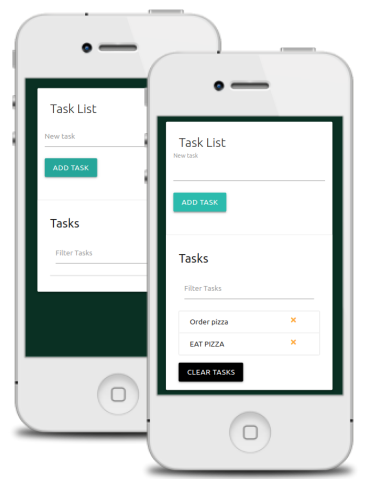 Task List
New task
ADD TASK
Tasks
Filter Tasks
Task List
New task
ADD TASK
Tasks
Filter Tasks
Order pizza
EAT PIZZA
CLEAR TASKS